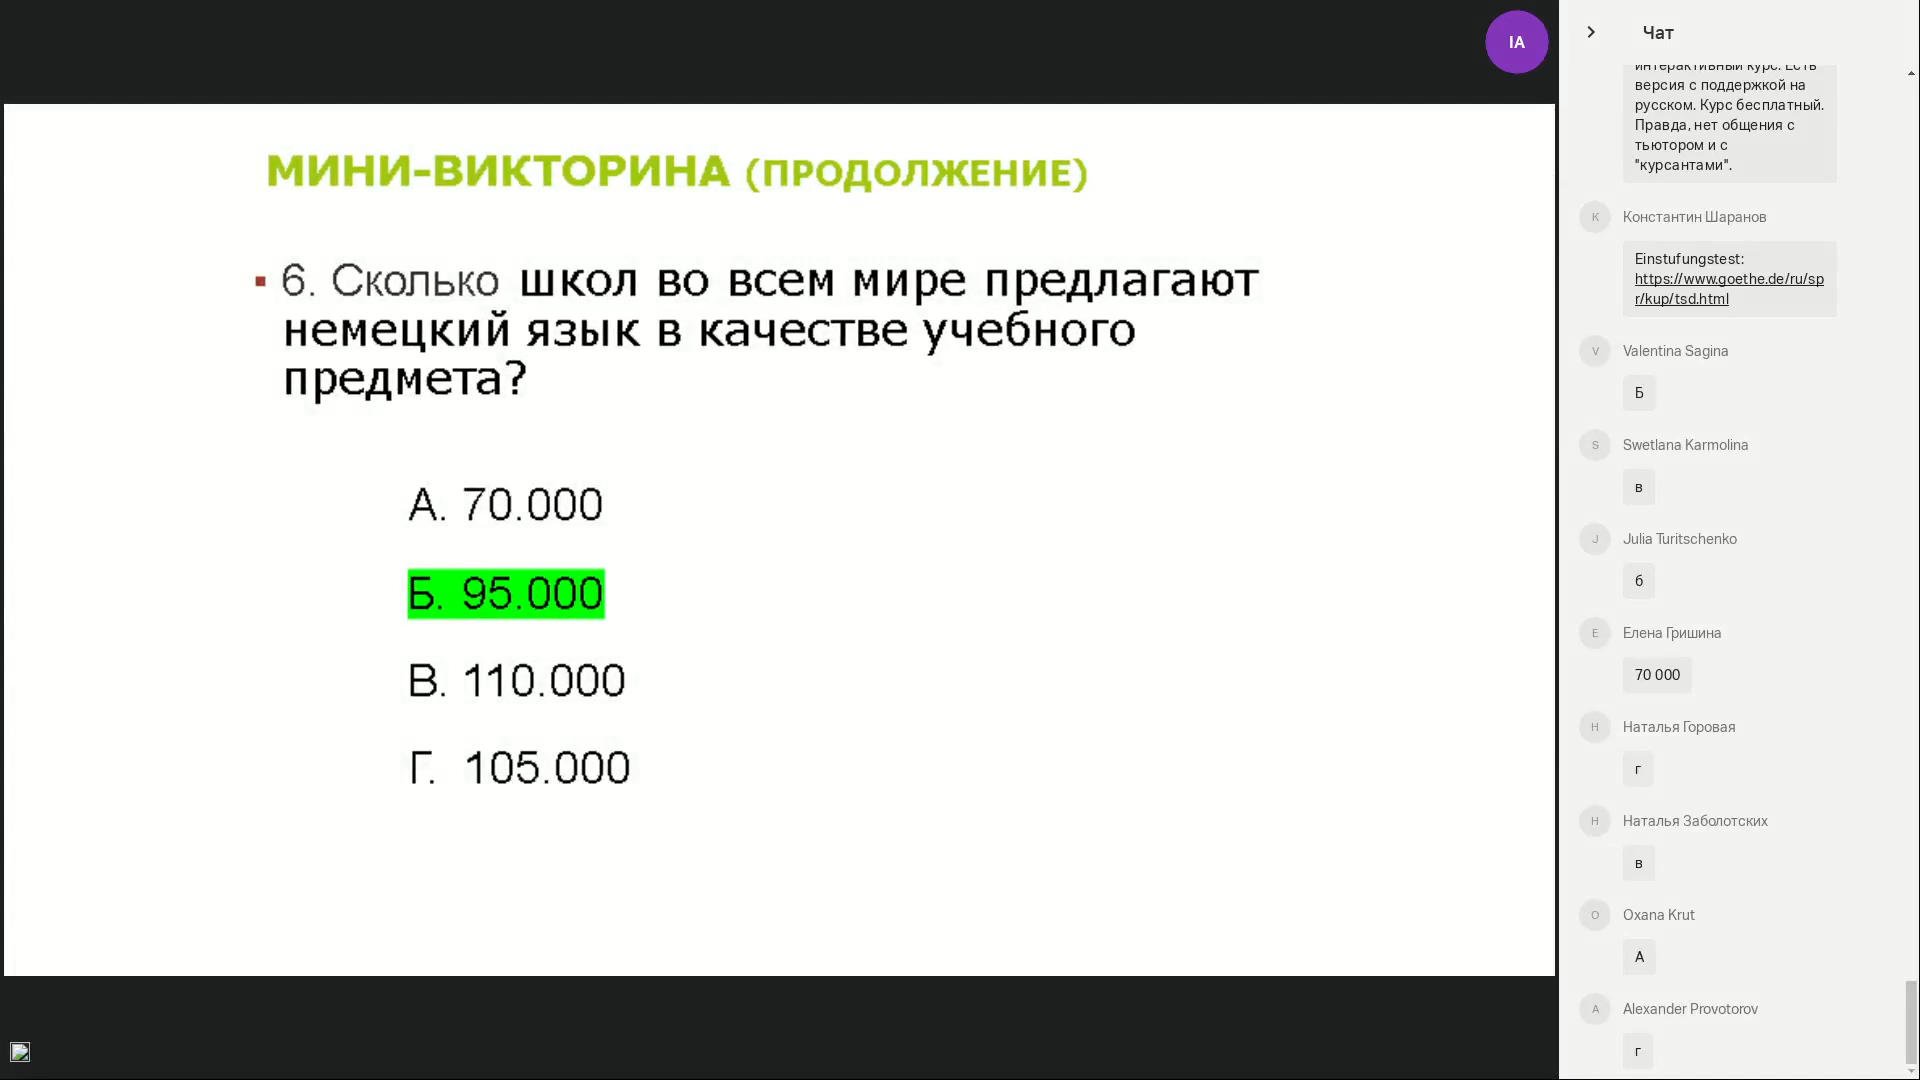 IA
МИНИ-ВИКТОРИНА (ПРОДОЛЖЕНИЕ)
▪ 6. Сколько школ во всем мире предлагают
немецкий язык в качестве учебного
предмета?
А. 70.000
Б. 95.000
В. 110.000
Г. 105.000
Чат
интерактивный курс. Есть
версия с поддержкой на
русском. Курс бесплатный.
Правда, нет общения с
тьютором и с
"курсантами".
К Константин Шаранов
Einstufungstest:
https://www.goethe.de/ru/sp
r/kup/tsd.html
V Valentina Sagina
Б
S Swetlana Karmolina
в
J Julia Turitschenko
б
Е Елена Гришина
70 000
Н Наталья Горовая
г
Н Наталья Заболотских
в
O Oxana Krut
А
A Alexander Provotorov
г